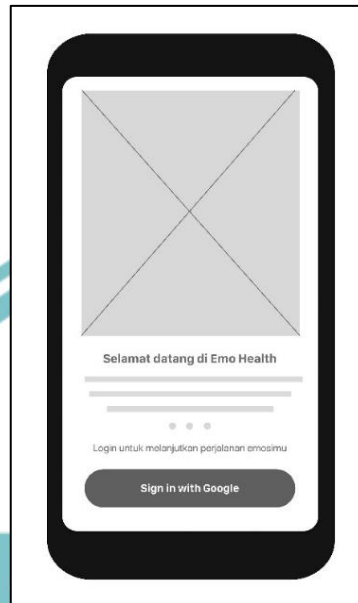 Selamat datang di Emo Health
Login untuk melanjutkan perjalanan emosimu
Sign in with Google